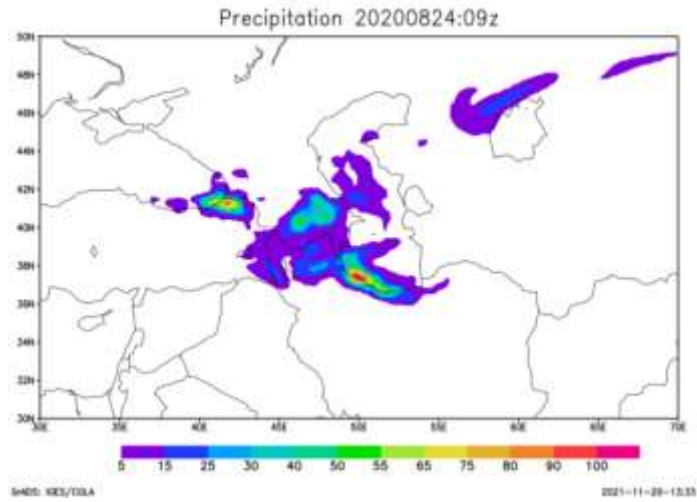 Precipitation 20200824:09z
50N
48N
46N
42N
40N
38N
36N
34N
32N
30N
30E 35E 40E 45E 50E 55E 60E 65E 70E
5 15 25 30 40 50 55 65 75 80 90 100
GrADS: IGES/COLA 2021-11-20-13:33